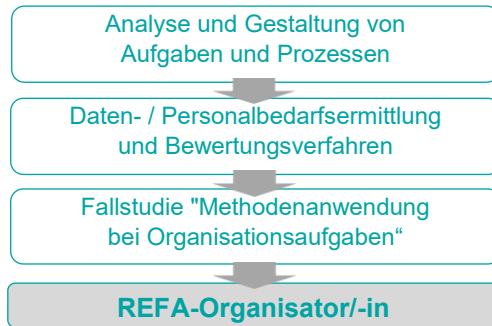 Analyse und Gestaltung von
Aufgaben und Prozessen
Daten- / Personalbedarfsermittlung
und Bewertungsverfahren
Fallstudie "Methodenanwendung
bei Organisationsaufgaben“
REFA-Organisator/-in